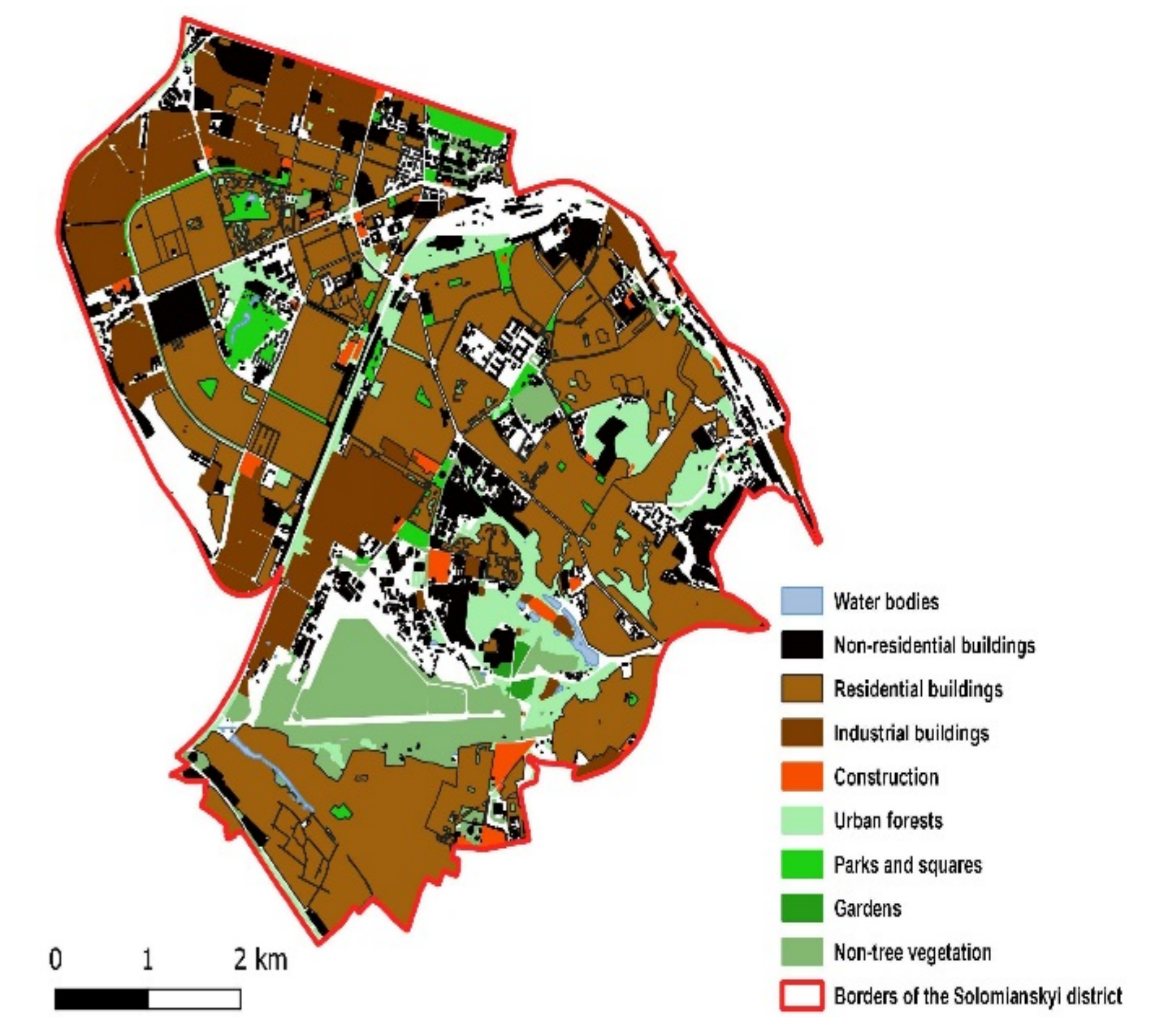 Water bodies
Non-residential buildings
Residential buildings
Industrial buildings
Construction
Urban forests
Parks and squares
Gardens
Non-tree vegetation
Borders of the Solomianskyi district
0 1 2 km